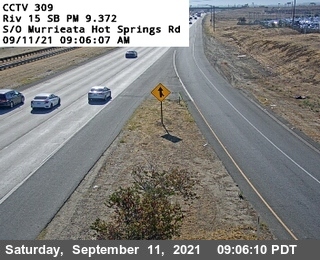 CCTV 309
Riv 15 SB PM 9.372
S/O Murrieata Hot Springs Rd
09/11/21 09:06:07 AM
Saturday, September 11, 2021 09:06:10 PDT